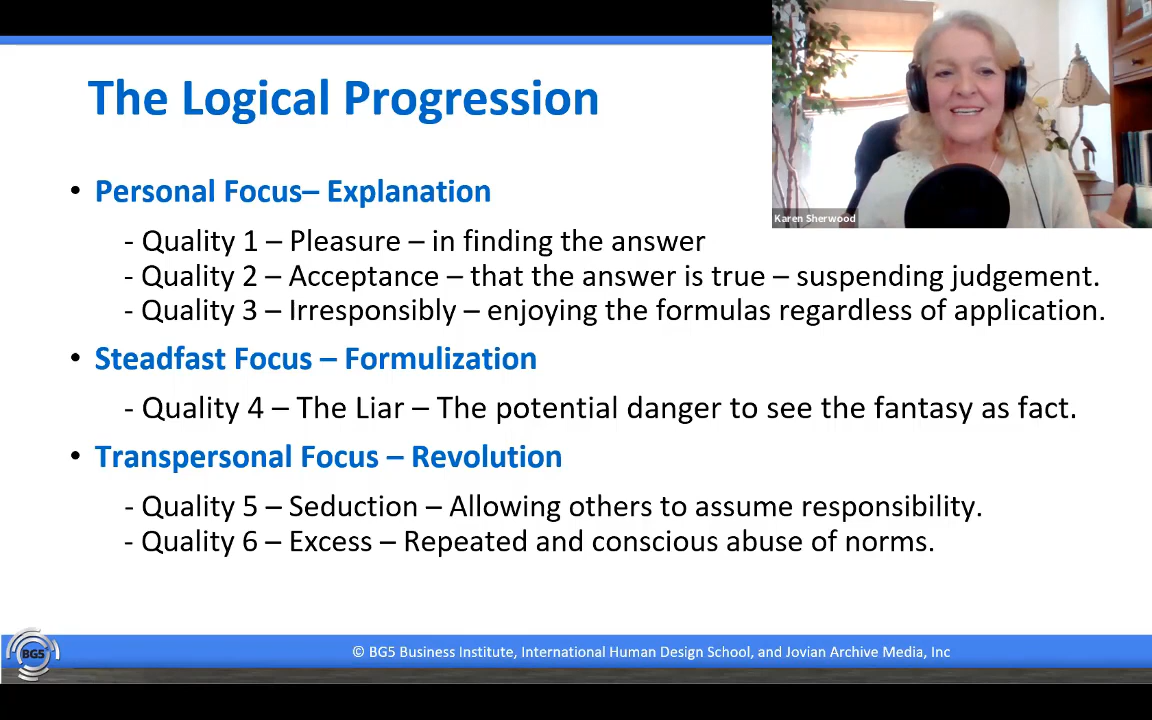 The Logical Progression
Karen Sherwood
• Personal Focus– Explanation
- Quality 1 – Pleasure – in finding the answer
- Quality 2 – Acceptance – that the answer is true – suspending judgement.
- Quality 3 – Irresponsibly – enjoying the formulas regardless of application.
• Steadfast Focus – Formulization
- Quality 4 – The Liar – The potential danger to see the fantasy as fact.
• Transpersonal Focus – Revolution
- Quality 5 – Seduction – Allowing others to assume responsibility.
- Quality 6 – Excess – Repeated and conscious abuse of norms.
BG5
© BG5 Business Institute, International Human Design School, and Jovian Archive Media, Inc